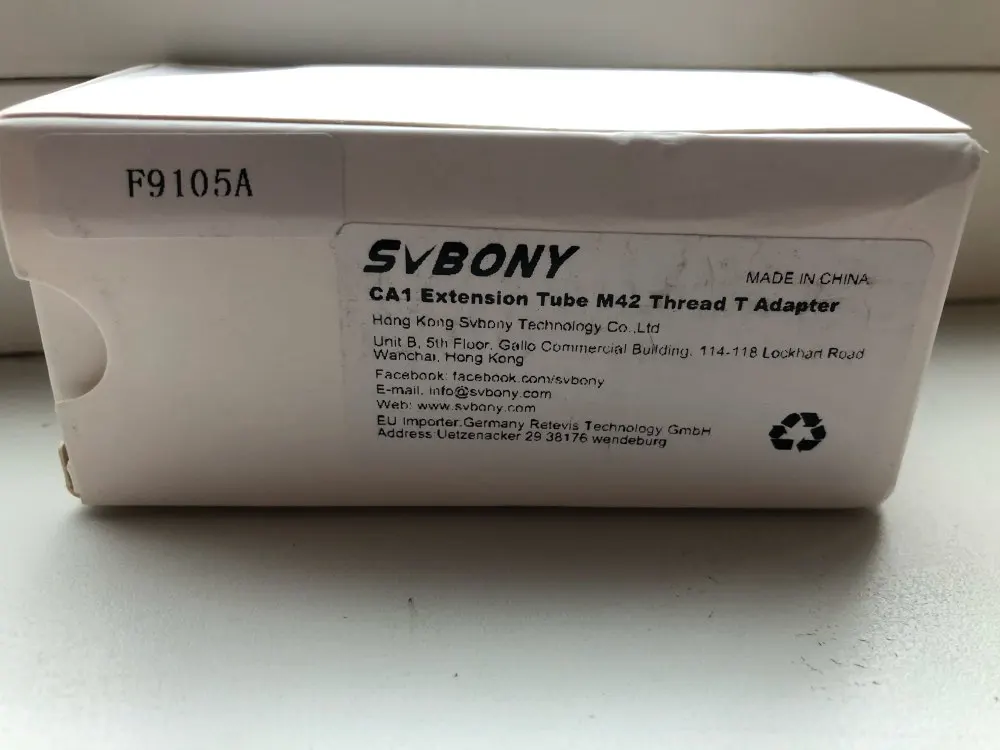 F9105A
SVBONY
MADE IN CHINA
CA1 Extension Tube M42 Thread T Adapter
Hong Kong Svbony Technology Co.,Ltd
Unit B, 5th Floor, Gallo Commercial Building, 114-118 Lockhart Road
Wanchai, Hong Kong
Facebook: facebook.com/svbony
E-mail: info@svbony.com
Web: www.svbony.com
EU Importer:Germany Retevis Technology GmbH
Address Uetzenacker 29 38176 wendeburg